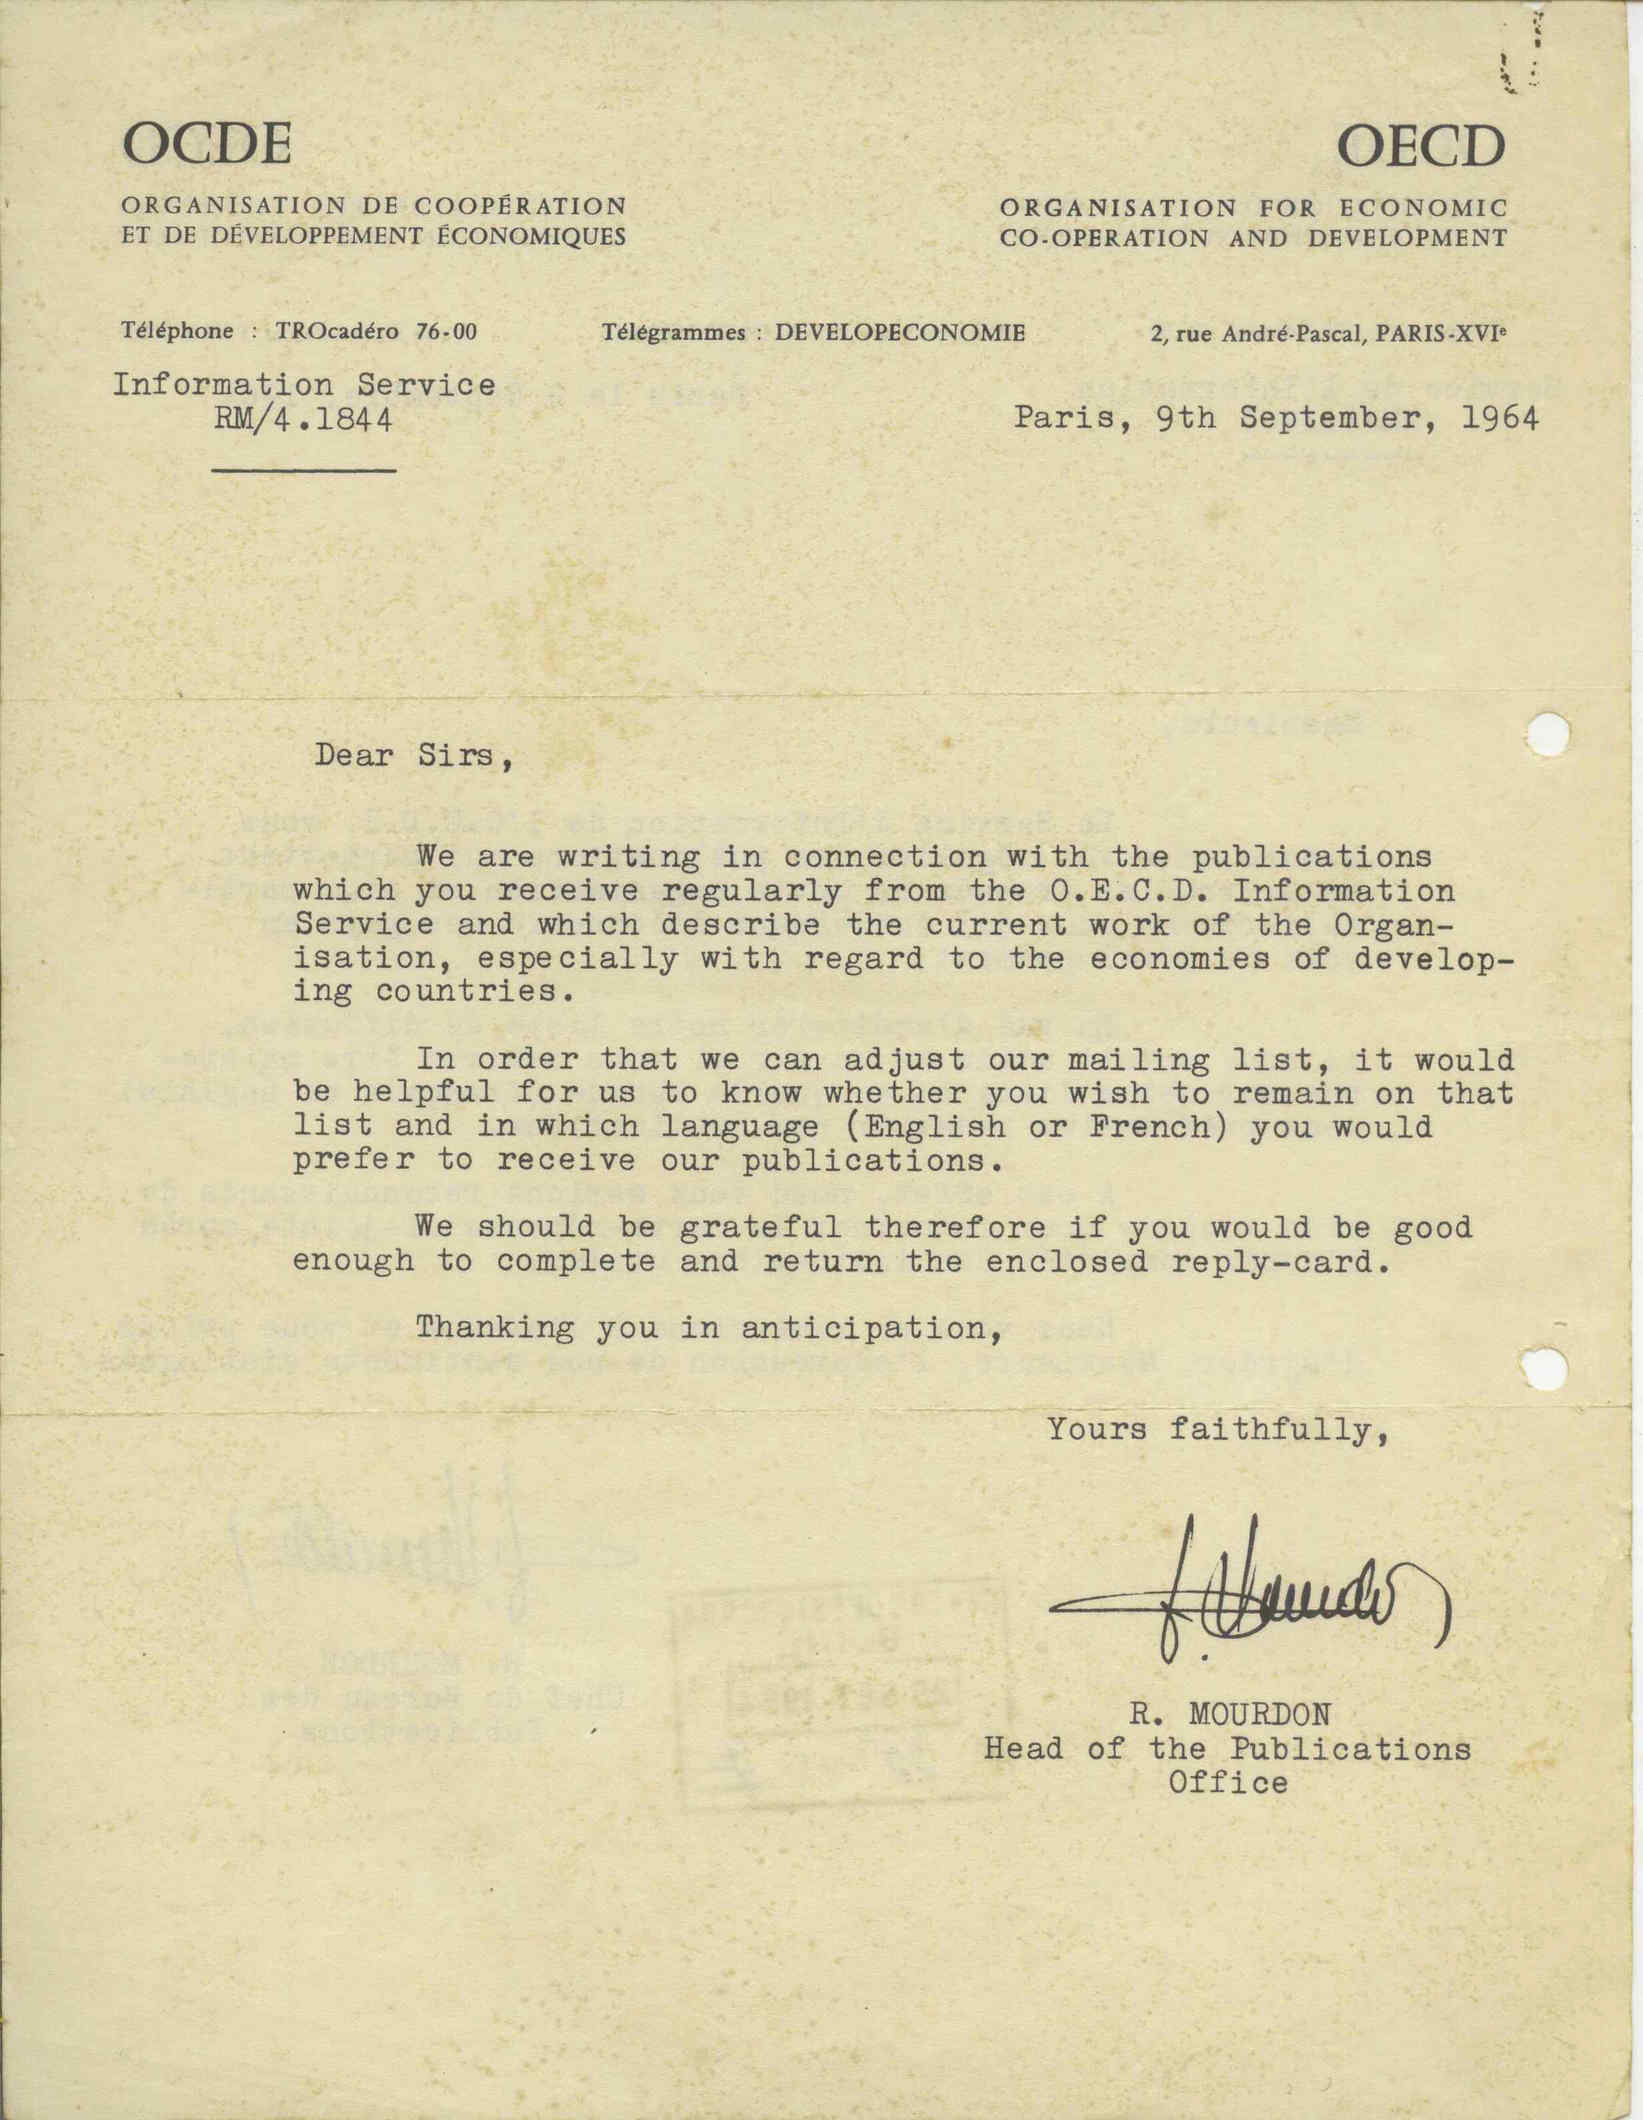 OCDE
OECD
ORGANISATION DE COOPÉRATION
ET DE DÉVELOPPEMENT ÉCONOMIQUES
ORGANISATION FOR ECONOMIC
CO-OPERATION AND DEVELOPMENT
Téléphone : TROcadéro 76-00
Télégrammes : DEVELOPECONOMIE
2, rue André-Pascal, PARIS-XVIe
Information Service
RM/4.1844
Paris, 9th September, 1964
Dear Sirs,
We are writing in connection with the publications
which you receive regularly from the O.E.C.D. Information
Service and which describe the current work of the Organ-
isation, especially with regard to the economies of develop-
ing countries.
In order that we can adjust our mailing list, it would
be helpful for us to know whether you wish to remain on that
list and in which language (English or French) you would
prefer to receive our publications.
We should be grateful therefore if you would be good
enough to complete and return the enclosed reply-card.
Thanking you in anticipation,
Yours faithfully,
R. MOURDON
Head of the Publications
Office